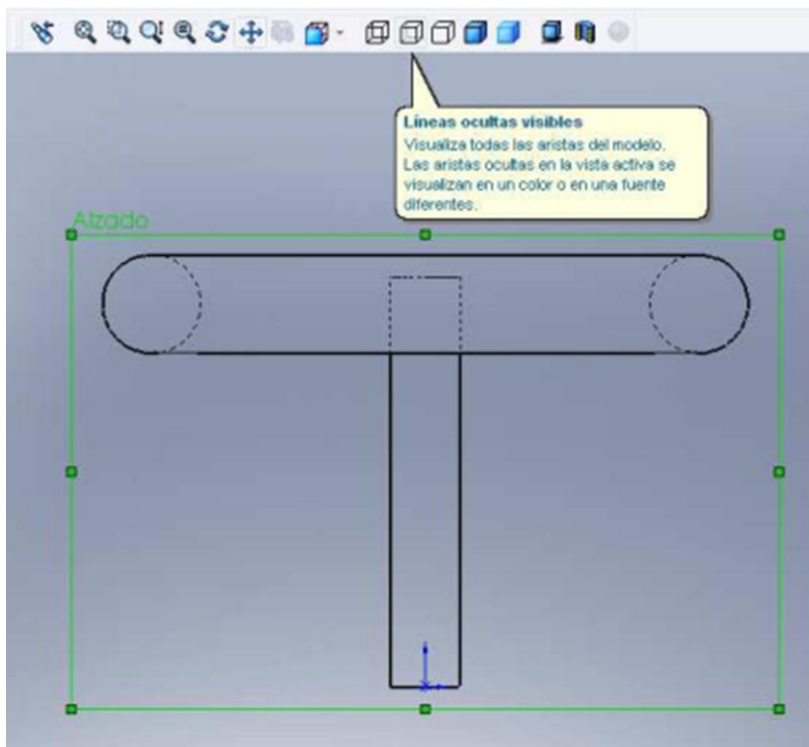 Líneas ocultas visibles
Visualiza todas las aristas del modelo.
Las aristas ocultas en la vista activa se
visualizan en un color o en una fuente
diferentes.
Alzado